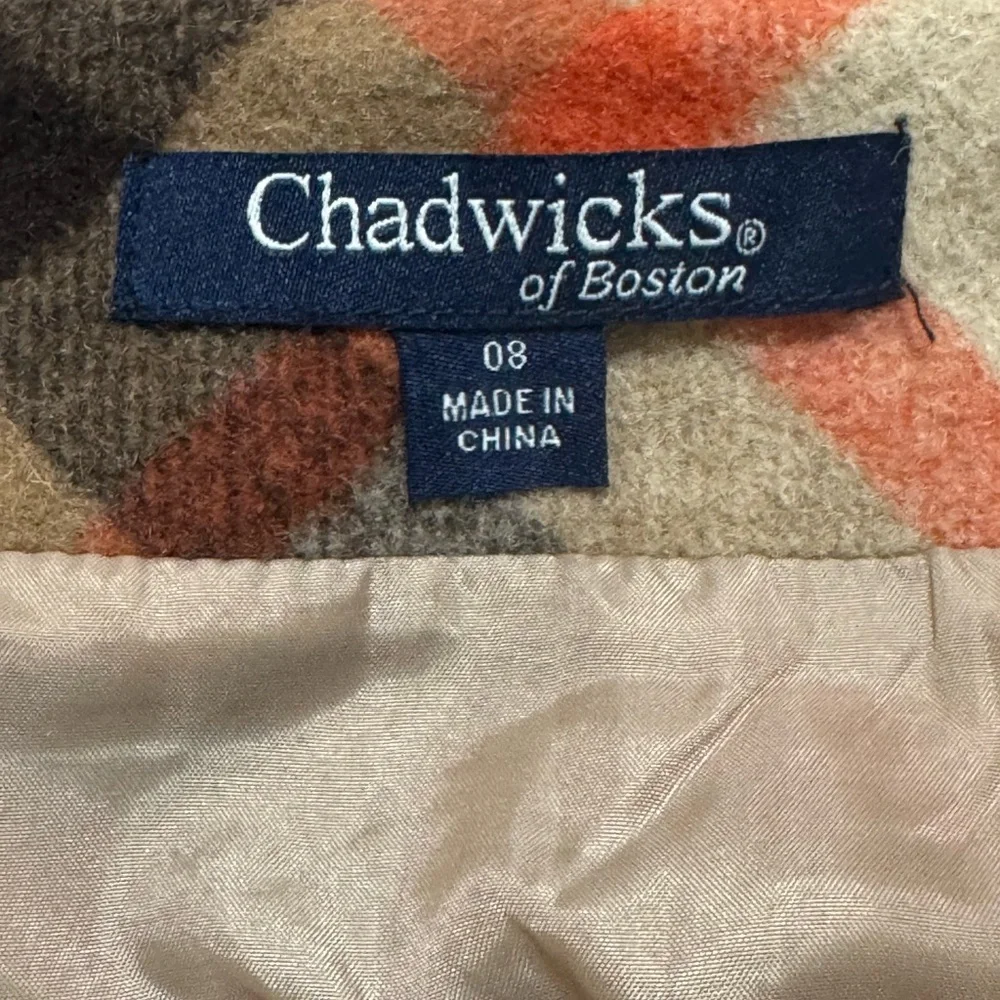 Chadwicks®
of Boston
08
MADE IN
CHINA